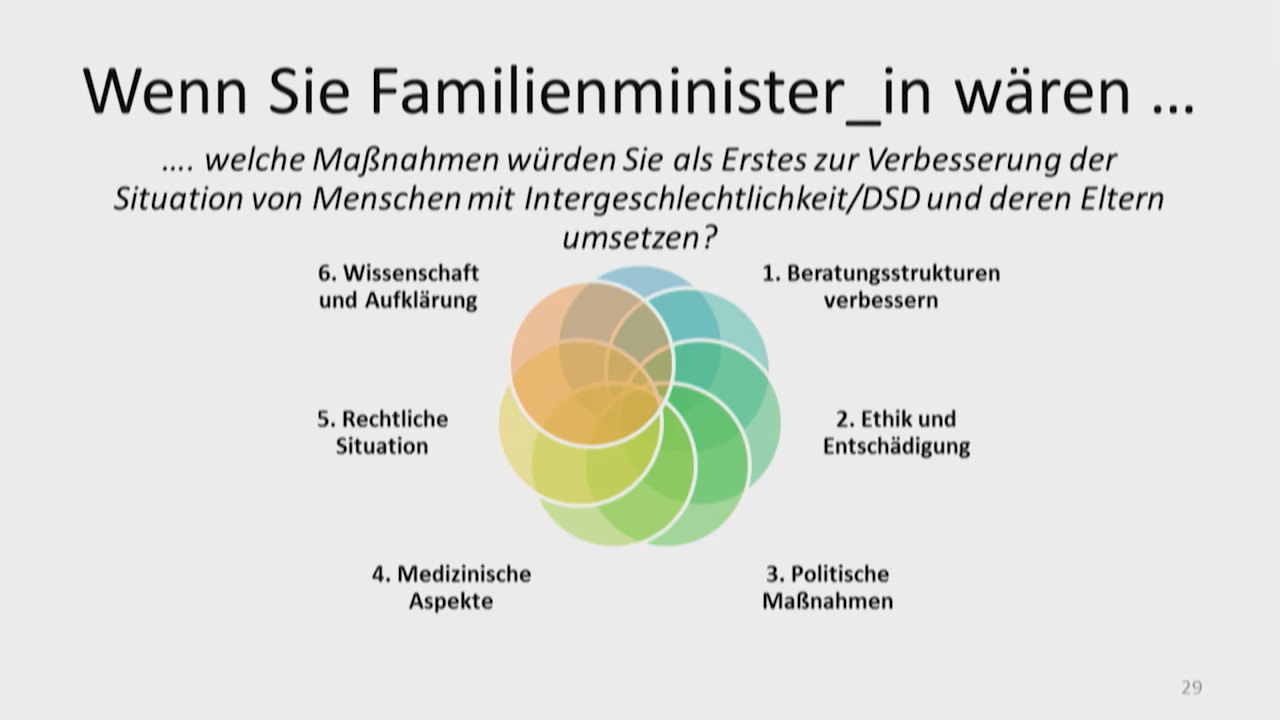 Wenn Sie Familienminister_in wären ...
.... welche Maßnahmen würden Sie als Erstes zur Verbesserung der
Situation von Menschen mit Intergeschlechtlichkeit/DSD und deren Eltern
umsetzen?
1. Beratungsstrukturen
verbessern
2. Ethik und
Entschädigung
3. Politische
Maßnahmen
4. Medizinische
Aspekte
5. Rechtliche
Situation
6. Wissenschaft
und Aufklärung
29